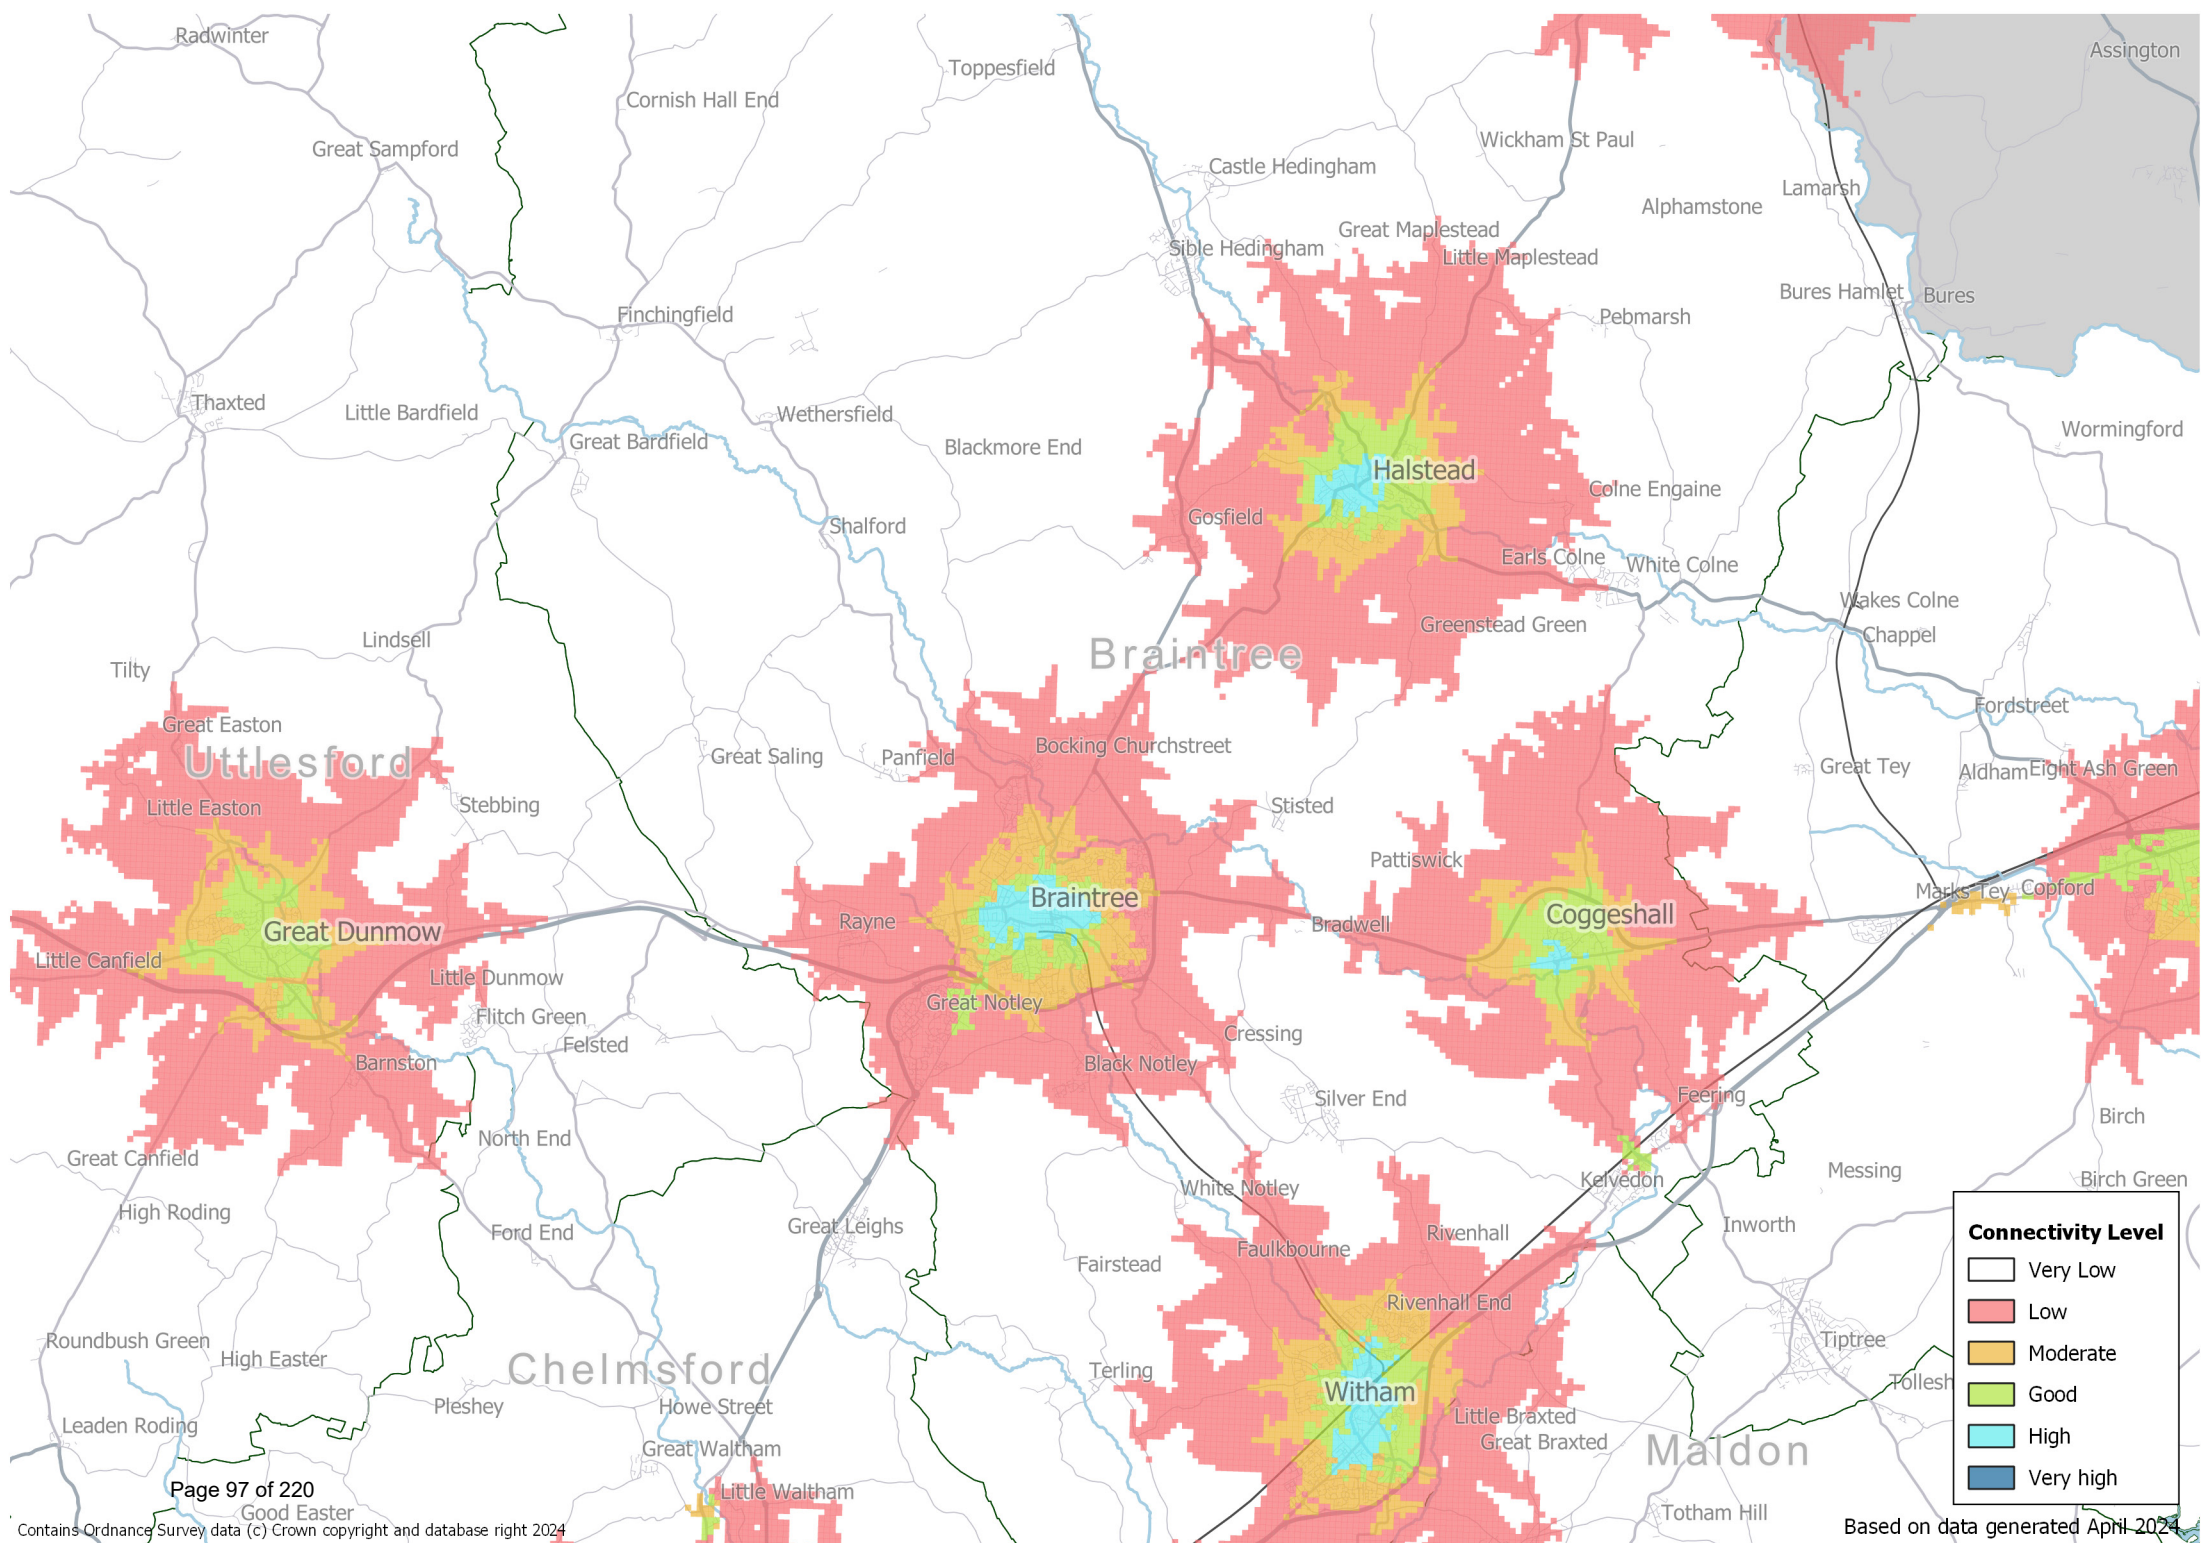 Radwinter
Assington
Toppesfield
Cornish Hall End
Wickham St Paul
Great Sampford
Castle Hedingham
Lamarsh
Alphamstone
Great Maplestead
Sible Hedingham
Little Maplestead
Bures Hamlet
Bures
Finchingfield
Pebmarsh
Thaxted
Little Bardfield
Wethersfield
Wormingford
Great Bardfield
Blackmore End
Halstead
Colne Engaine
Gosfield
Shalford
Earls Colne
White Colne
Wakes Colne
Greenstead Green
Chappel
Lindsell
Braintree
Tilty
Fordstreet
Great Easton
Bocking Churchstreet
Uttlesford
Great Saling
Panfield
Great Tey
Aldham
Eight Ash Green
Little Easton
Stebbing
Stisted
Pattiswick
Marks Tey
Copford
Braintree
Rayne
Coggeshall
Bradwell
Great Dunmow
Little Canfield
Little Dunmow
Great Notley
Flitch Green
Cressing
Felsted
Barnston
Black Notley
Silver End
Feering
Birch
North End
Great Canfield
Messing
Kelvedon
Birch Green
White Notley
High Roding
Great Leighs
Inworth
Ford End
Rivenhall
Faulkbourne
Fairstead
Rivenhall End
Roundbush Green
Tiptree
High Easter
Chelmsford
Terling
Tollesh
Witham
Pleshey
Howe Street
Little Braxted
Leaden Roding
Great Braxted
Great Waltham
Maldon
Little Waltham
Good Easter
Totham Hill
Connectivity Level
Very Low
Low
Moderate
Good
High
Very high
Page 97 of 220
Contains Ordnance Survey data (c) Crown copyright and database right 2024
Based on data generated April 2024